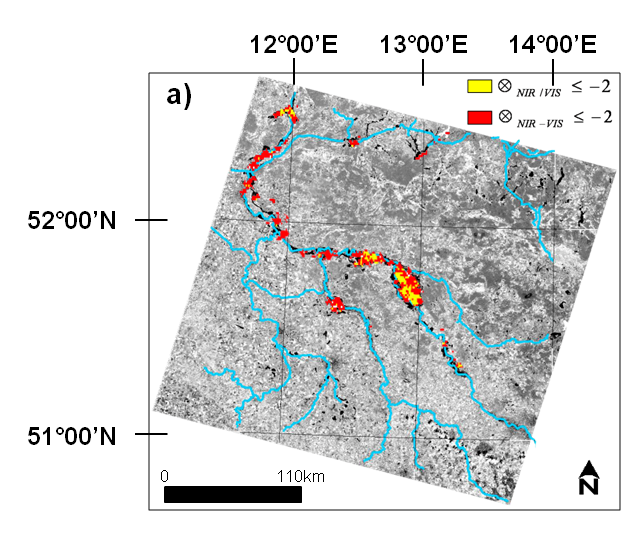 12°00'E 13°00'E 14°00'E
a)
⊗ NIR /VIS ≤ −2
⊗ NIR −VIS ≤ −2
52°00'N
51°00'N
0 110km
N